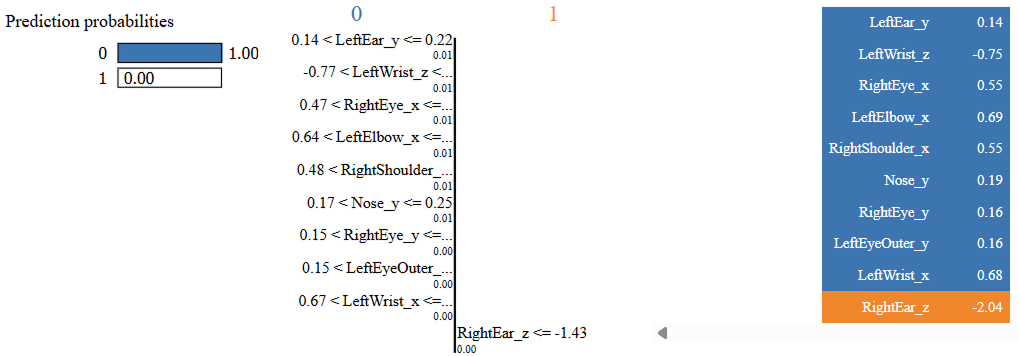 Prediction probabilities
0 1.00
1 0.00
0 1
0.14 < LeftEar_y <= 0.22
0.01
-0.77 < LeftWrist_z <...
0.01
0.47 < RightEye_x <=...
0.01
0.64 < LeftElbow_x <=...
0.01
0.48 < RightShoulder_...
0.01
0.17 < Nose_y <= 0.25
0.01
0.15 < RightEye_y <=...
0.00
0.15 < LeftEyeOuter_...
0.00
0.67 < LeftWrist_x <=...
0.00
RightEar_z <= -1.43
0.00
LeftEar_y 0.14
LeftWrist_z -0.75
RightEye_x 0.55
LeftElbow_x 0.69
RightShoulder_x 0.55
Nose_y 0.19
RightEye_y 0.16
LeftEyeOuter_y 0.16
LeftWrist_x 0.68
RightEar_z -2.04